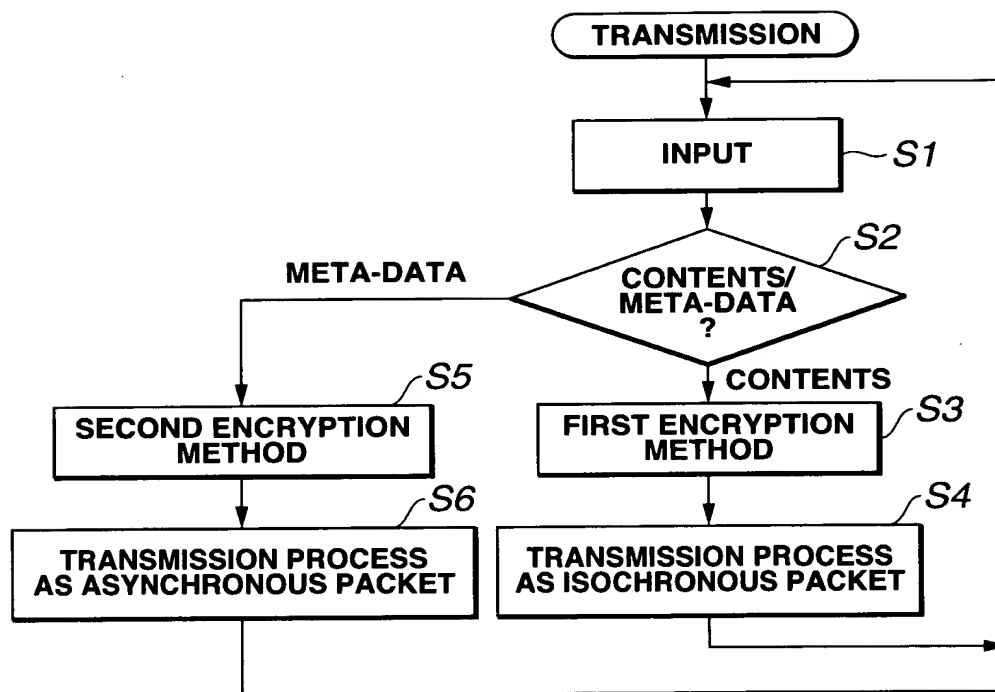 TRANSMISSION
INPUT
S1
S2
CONTENTS/
META-DATA
?
META-DATA
CONTENTS
S5
SECOND ENCRYPTION
METHOD
S3
FIRST ENCRYPTION
METHOD
S6
TRANSMISSION PROCESS
AS ASYNCHRONOUS PACKET
S4
TRANSMISSION PROCESS
AS ISOCHRONOUS PACKET